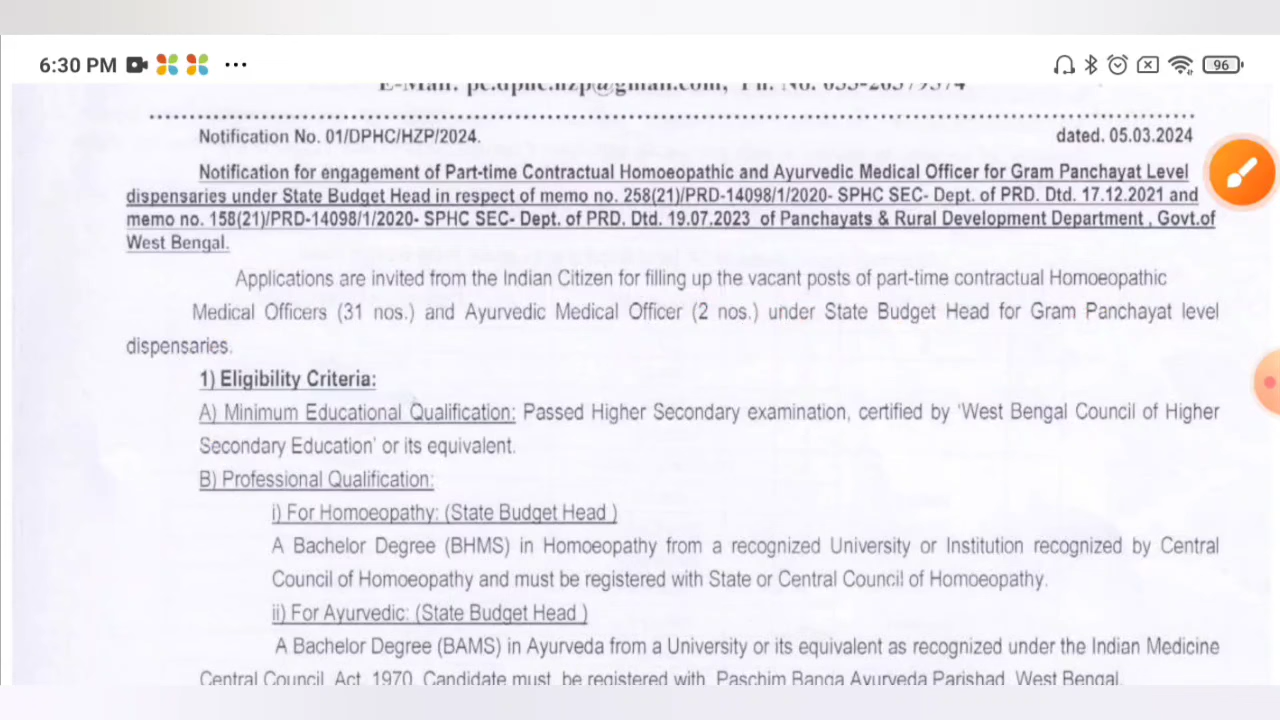 6:30 PM ... 96
E-Mail: pc.dphc.hzp@gmail.com, Ph. No. 033-26579374
Notification No. 01/DPHC/HZP/2024. dated. 05.03.2024
Notification for engagement of Part-time Contractual Homoeopathic and Ayurvedic Medical Officer for Gram Panchayat Level
dispensaries under State Budget Head in respect of memo no. 258(21)/PRD-14098/1/2020- SPHC SEC- Dept. of PRD. Dtd. 17.12.2021 and
memo no. 158(21)/PRD-14098/1/2020- SPHC SEC- Dept. of PRD. Dtd. 19.07.2023 of Panchayats & Rural Development Department , Govt.of
West Bengal.
Applications are invited from the Indian Citizen for filling up the vacant posts of part-time contractual Homoeopathic
Medical Officers (31 nos.) and Ayurvedic Medical Officer (2 nos.) under State Budget Head for Gram Panchayat level
dispensaries.
1) Eligibility Criteria:
A) Minimum Educational Qualification: Passed Higher Secondary examination, certified by 'West Bengal Council of Higher
Secondary Education' or its equivalent.
B) Professional Qualification:
i) For Homoeopathy: (State Budget Head )
A Bachelor Degree (BHMS) in Homoeopathy from a recognized University or Institution recognized by Central
Council of Homoeopathy and must be registered with State or Central Council of Homoeopathy.
ii) For Ayurvedic: (State Budget Head )
A Bachelor Degree (BAMS) in Ayurveda from a University or its equivalent as recognized under the Indian Medicine
Central Council Act, 1970. Candidate must be registered with Paschim Banga Ayurveda Parishad, West Bengal.